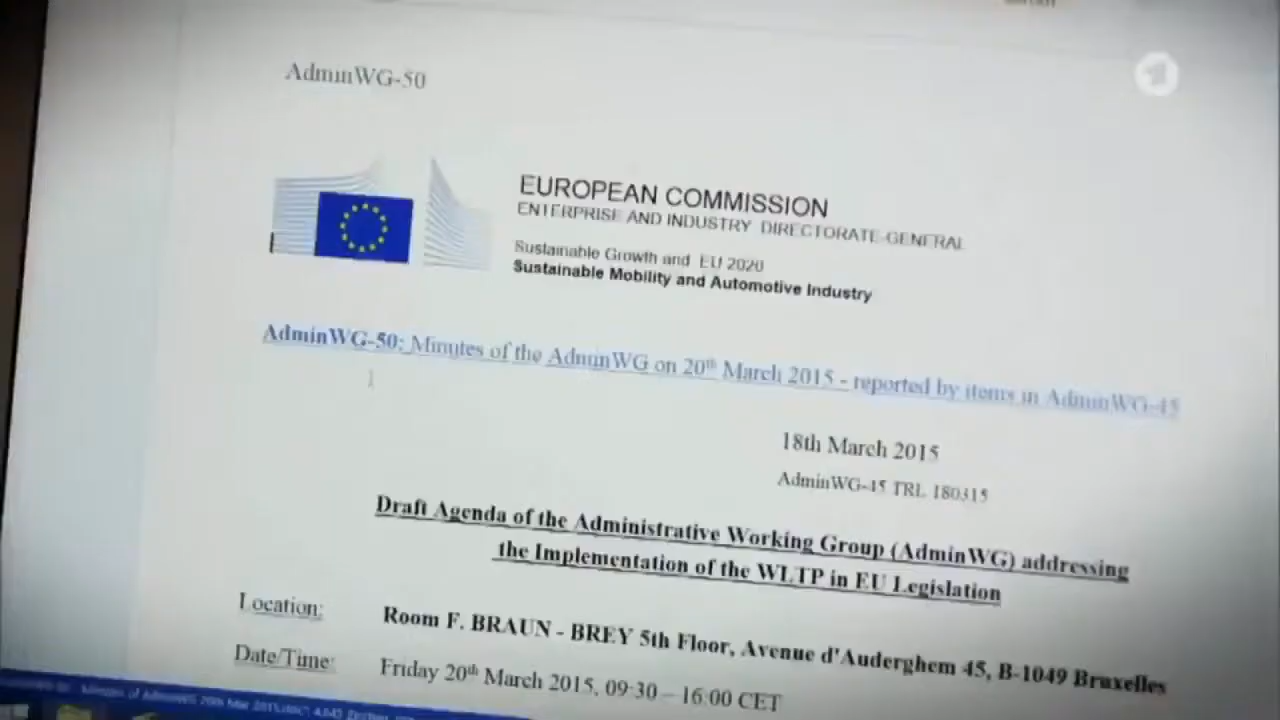 AdminWG-50
EUROPEAN COMMISSION
ENTERPRISE AND INDUSTRY DIRECTORATE-GENERAL
Sustainable Growth and EU 2020
Sustainable Mobility and Automotive Industry
AdminWG-50: Minutes of the AdminWG on 20th March 2015 - reported by items in AdminWG-45
18th March 2015
AdminWG-45 TRL 180315
Draft Agenda of the Administrative Working Group (AdminWG) addressing
the Implementation of the WLTP in EU Legislation
Location: Room F. BRAUN - BREY 5th Floor, Avenue d'Auderghem 45, B-1049 Bruxelles
Date/Time: Friday 20th March 2015, 09:30 – 16:00 CET